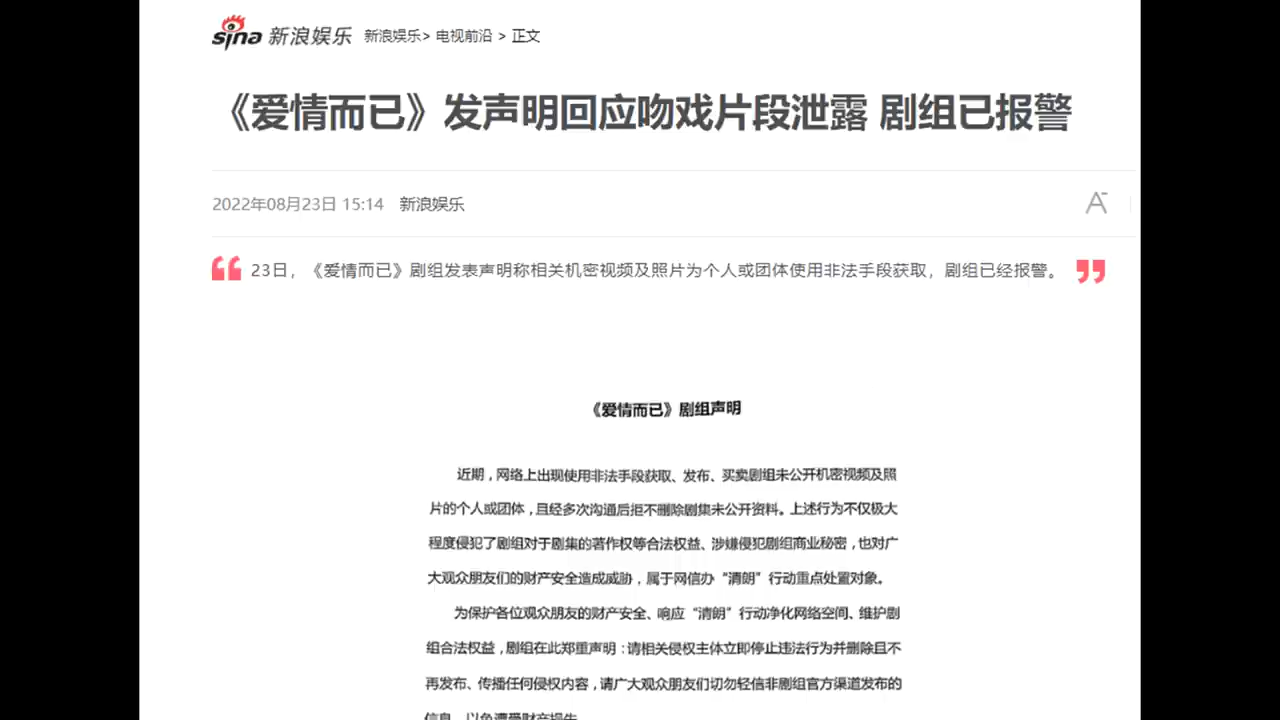 sina 新浪娱乐 新浪娱乐> 电视前沿 > 正文
《爱情而已》发声明回应吻戏片段泄露 剧组已报警
2022年08月23日 15:14 新浪娱乐 A-
23日，《爱情而已》剧组发表声明称相关机密视频及照片为个人或团体使用非法手段获取，剧组已经报警。
《爱情而已》剧组声明
近期，网络上出现使用非法手段获取、发布、买卖剧组未公开机密视频及照
片的个人或团体，且经多次沟通后拒不删除剧集未公开资料。上述行为不仅极大
程度侵犯了剧组对于剧集的著作权等合法权益、涉嫌侵犯剧组商业秘密，也对广
大观众朋友们的财产安全造成威胁，属于网信办“清朗”行动重点处置对象。
为保护各位观众朋友的财产安全、响应“清朗”行动净化网络空间、维护剧
组合法权益，剧组在此郑重声明：请相关侵权主体立即停止违法行为并删除且不
再发布、传播任何侵权内容，请广大观众朋友们切勿轻信非剧组官方渠道发布的
信息，以免遭受财产损失